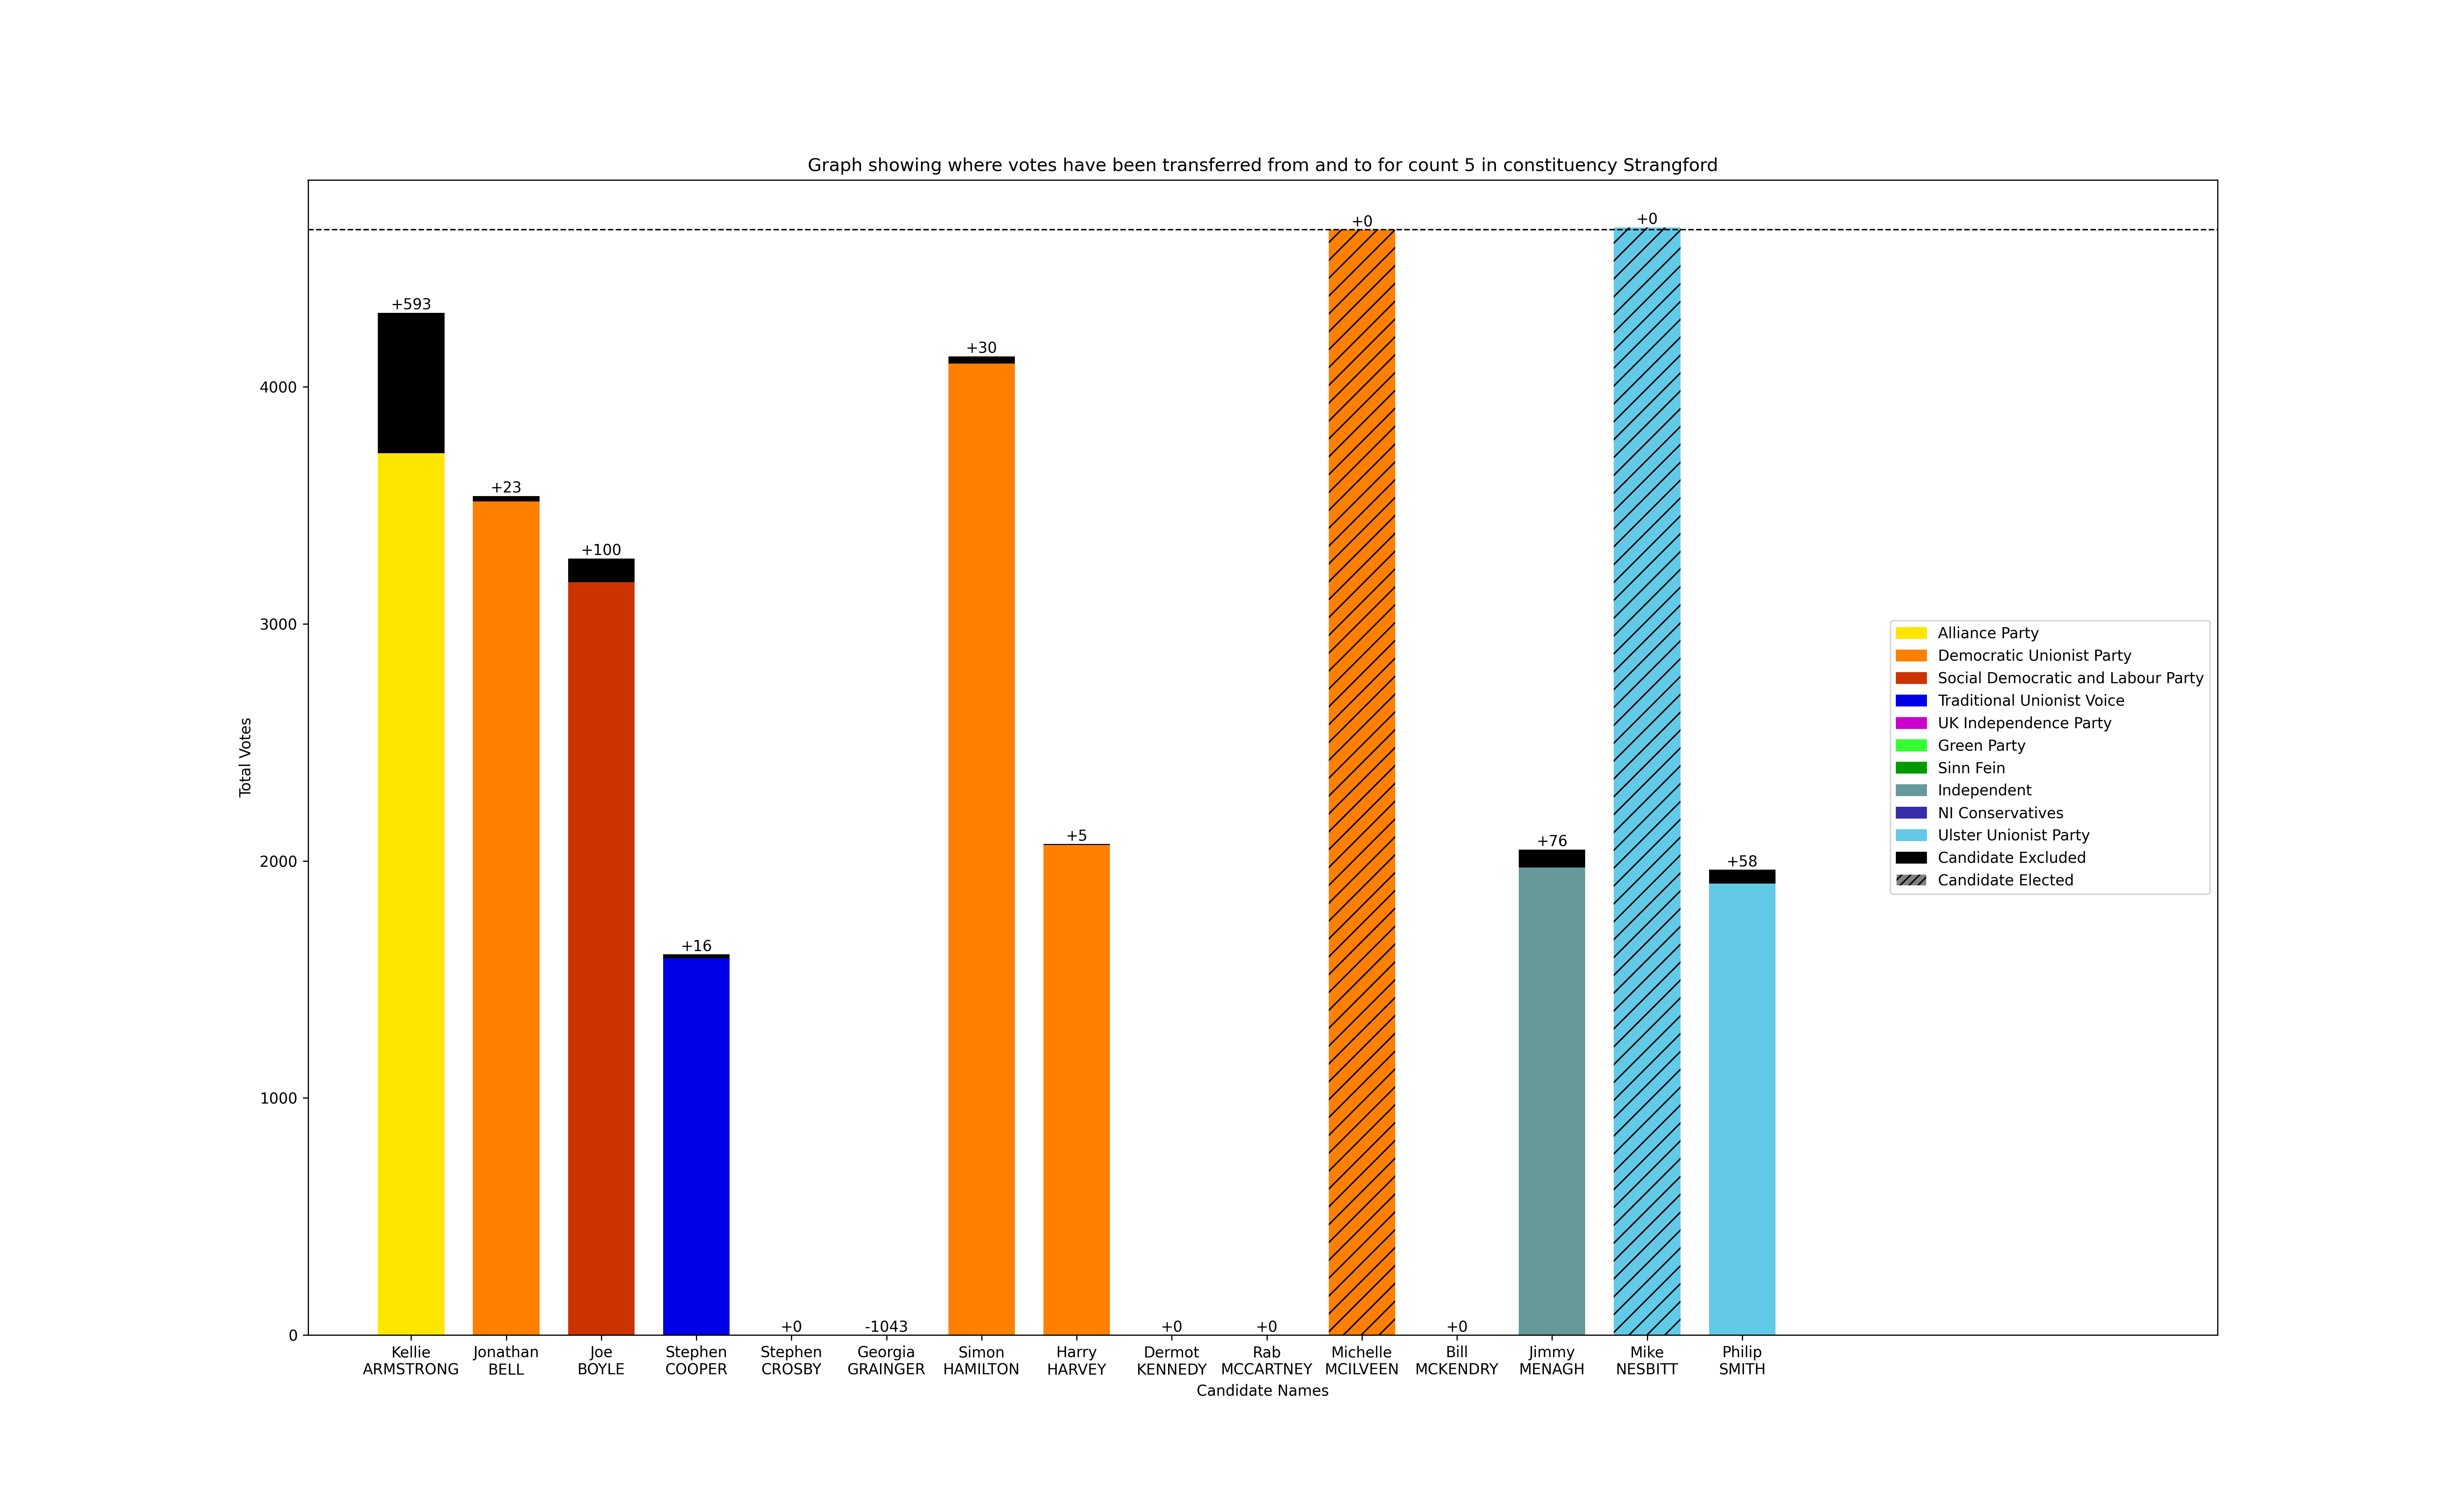 Graph showing where votes have been transferred from and to for count 5 in constituency Strangford
+0
+0
+593
+30
4000
+23
+100
3000
Alliance Party
Democratic Unionist Party
Social Democratic and Labour Party
Traditional Unionist Voice
UK Independence Party
Green Party
Sinn Fein
Independent
NI Conservatives
Ulster Unionist Party
Candidate Excluded
Candidate Elected
Total Votes
+5
+76
2000
+58
+16
1000
+0
-1043
+0
+0
+0
0
Kellie
ARMSTRONG
Jonathan
BELL
Joe
BOYLE
Stephen
COOPER
Stephen
CROSBY
Georgia
GRAINGER
Simon
HAMILTON
Harry
HARVEY
Dermot
KENNEDY
Rab
MCCARTNEY
Michelle
MCILVEEN
Bill
MCKENDRY
Jimmy
MENAGH
Mike
NESBITT
Philip
SMITH
Candidate Names